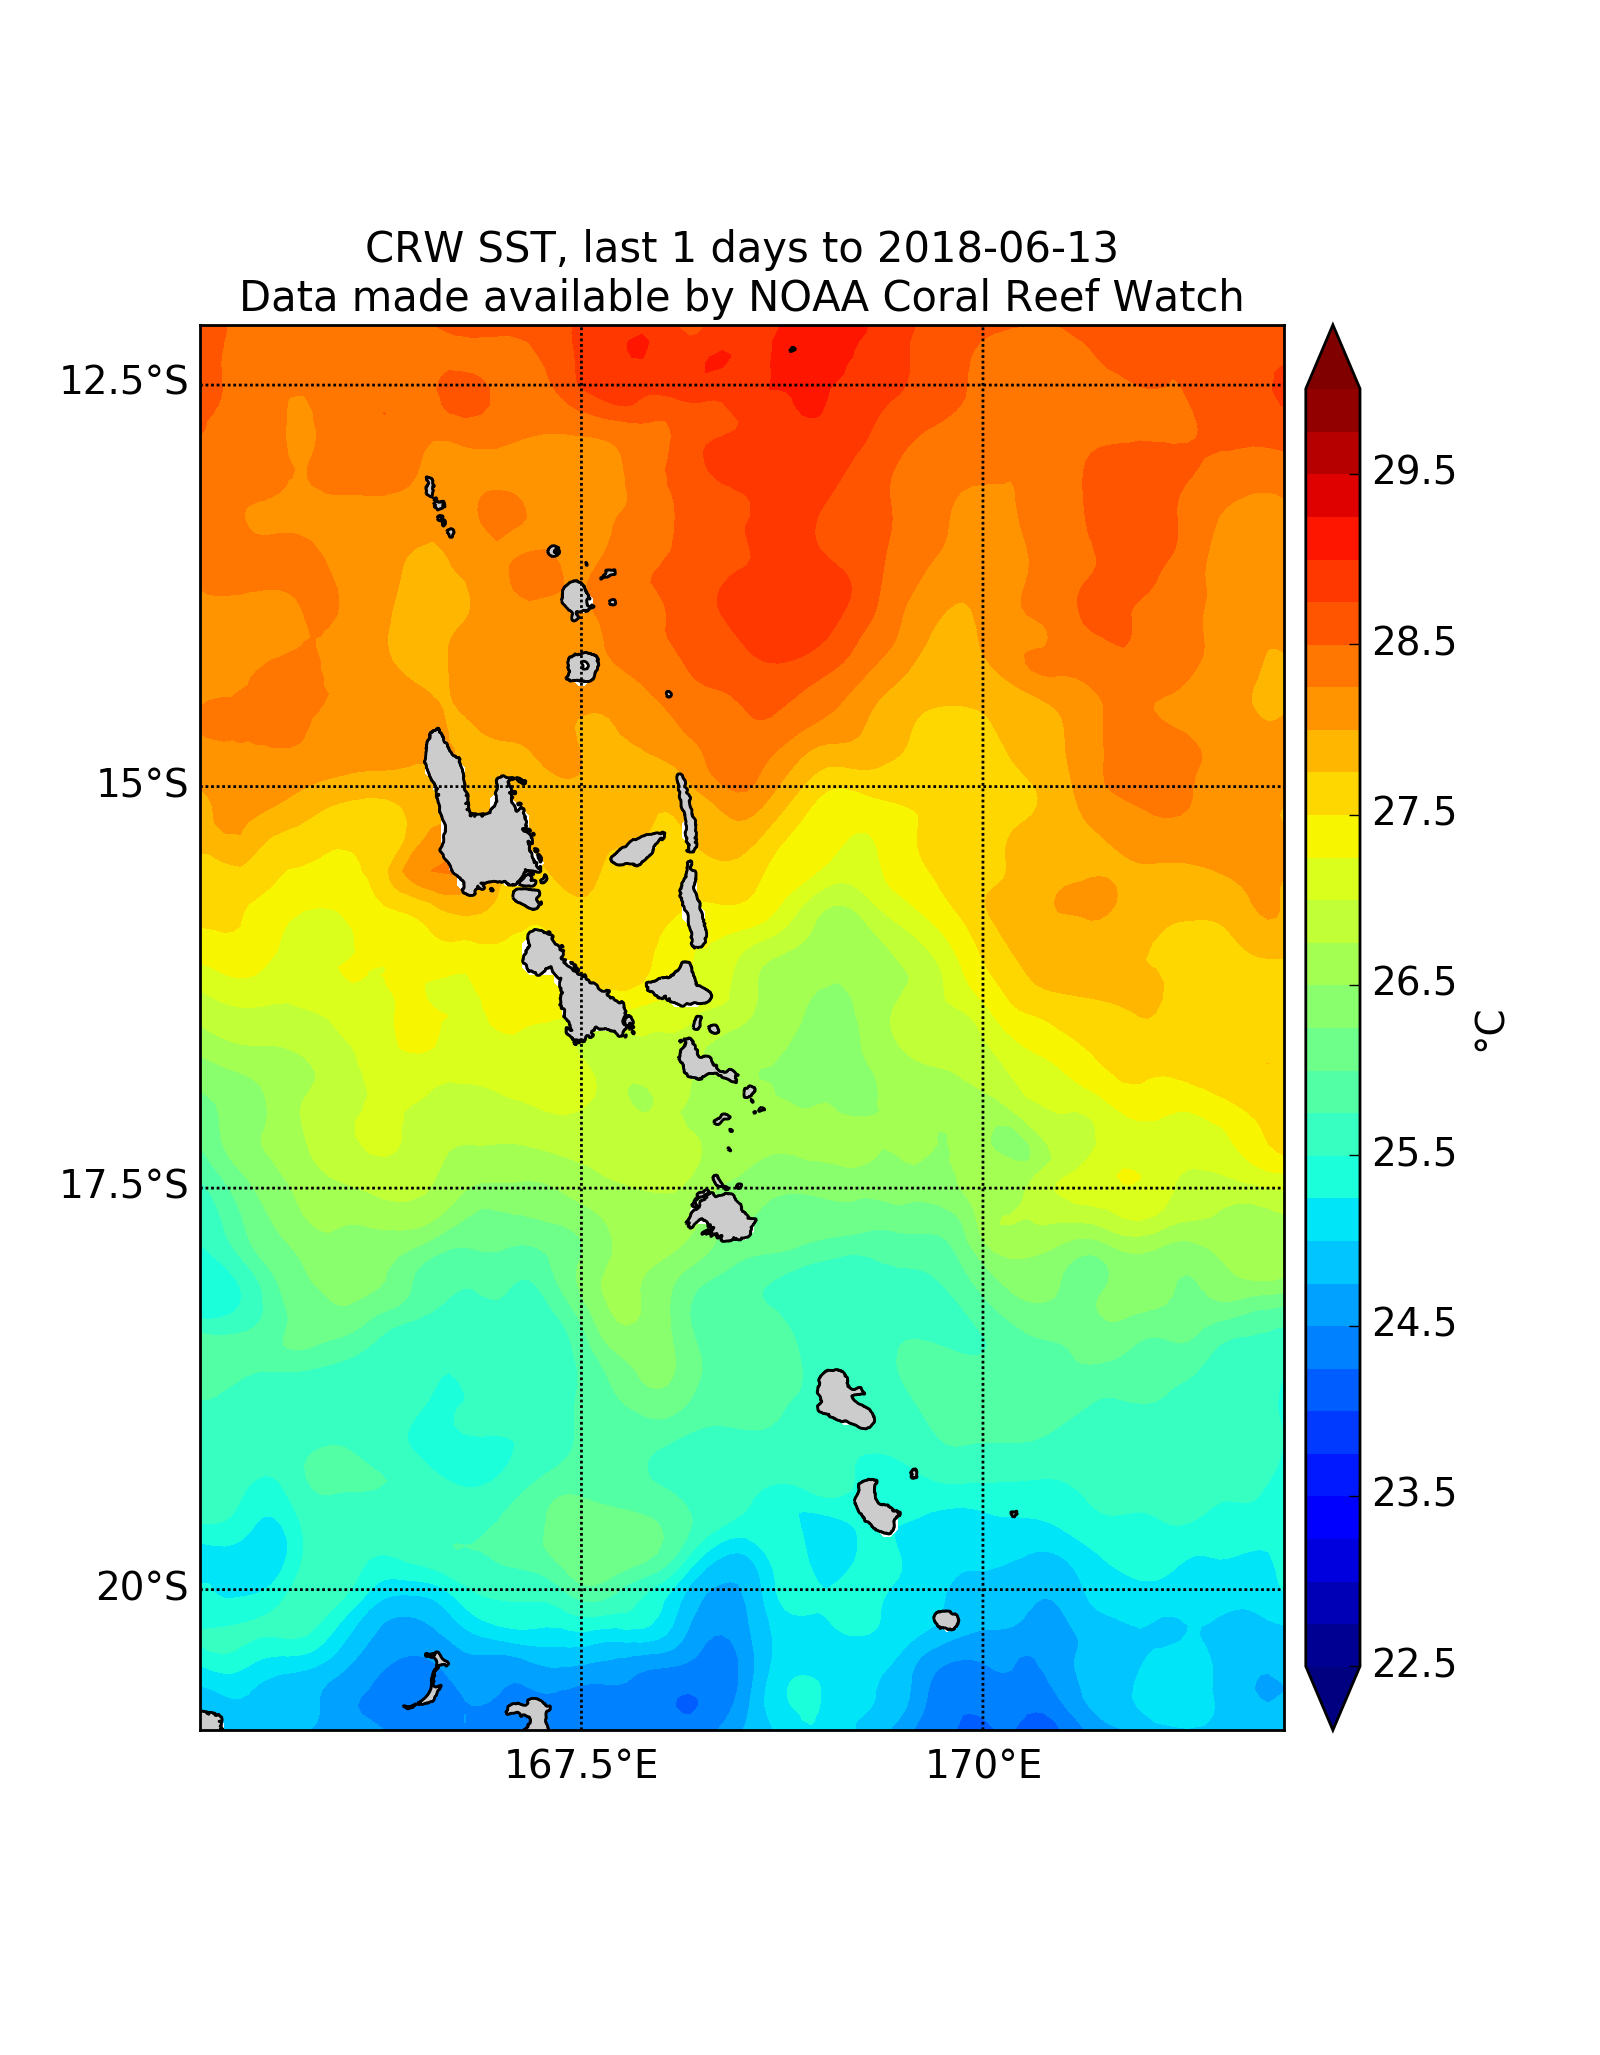 CRW SST, last 1 days to 2018-06-13
Data made available by NOAA Coral Reef Watch
12.5°S
15°S
17.5°S
20°S
167.5°E
170°E
29.5
28.5
27.5
26.5
25.5
24.5
23.5
22.5
°C